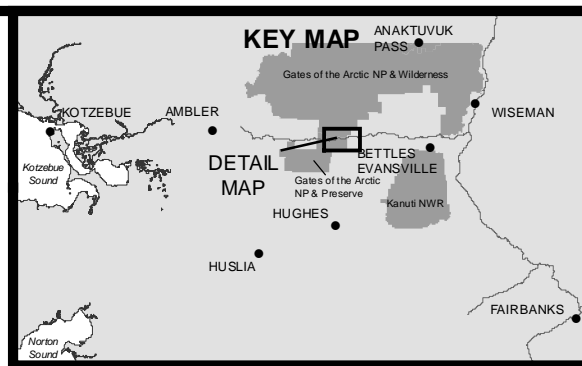 KEY MAP
ANAKTUVUK
PASS
Gates of the Arctic NP & Wilderness
KOTZEBUE
AMBLER
WISEMAN
Kotzebue
Sound
DETAIL
MAP
BETTLES
EVANSVILLE
Gates of the Arctic
NP & Preserve
Kanuti NWR
HUGHES
HUSLIA
FAIRBANKS
Norton
Sound